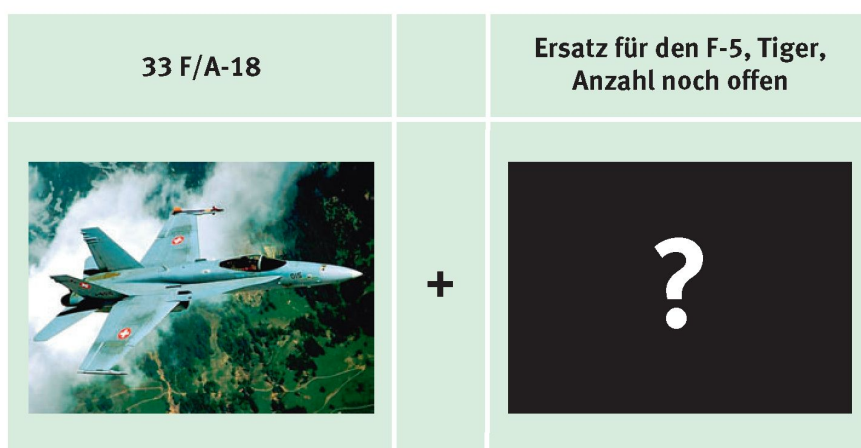 33 F/A-18
Ersatz für den F-5, Tiger,
Anzahl noch offen
+
?